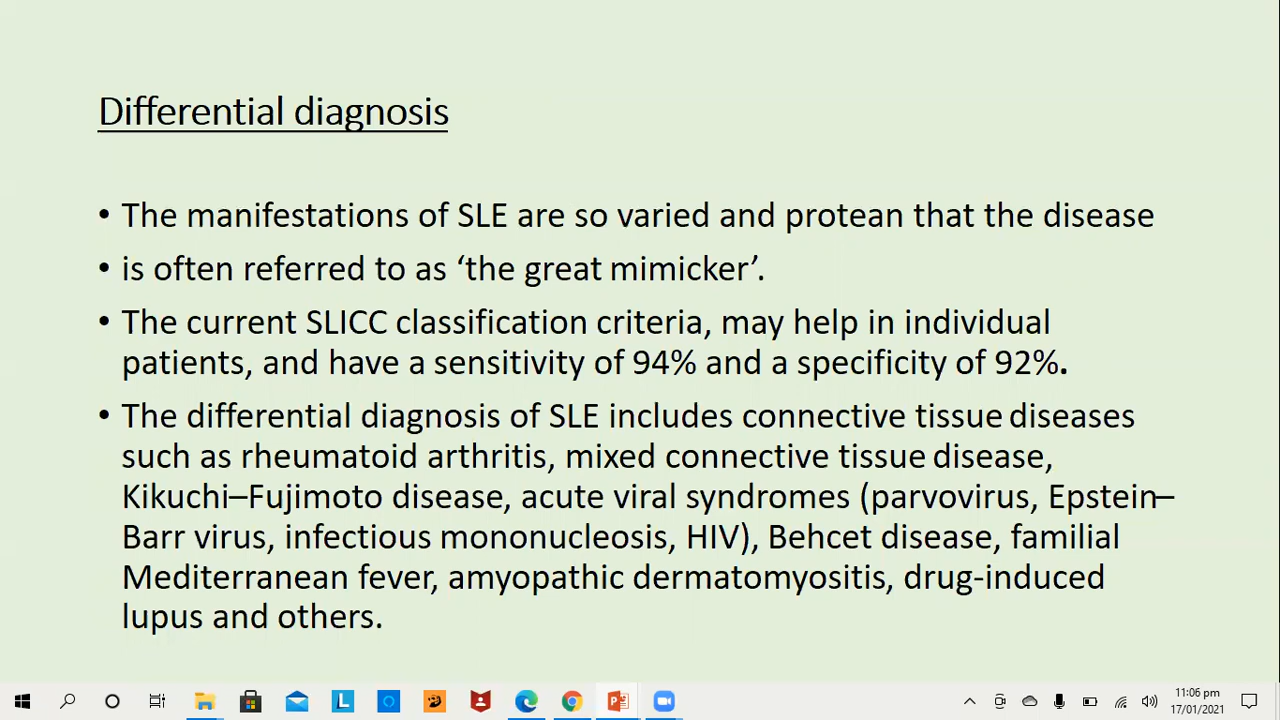 Differential diagnosis
• The manifestations of SLE are so varied and protean that the disease
• is often referred to as ‘the great mimicker’.
• The current SLICC classification criteria, may help in individual
patients, and have a sensitivity of 94% and a specificity of 92%.
• The differential diagnosis of SLE includes connective tissue diseases
such as rheumatoid arthritis, mixed connective tissue disease,
Kikuchi–Fujimoto disease, acute viral syndromes (parvovirus, Epstein–
Barr virus, infectious mononucleosis, HIV), Behcet disease, familial
Mediterranean fever, amyopathic dermatomyositis, drug-induced
lupus and others.
11:06 pm
17/01/2021